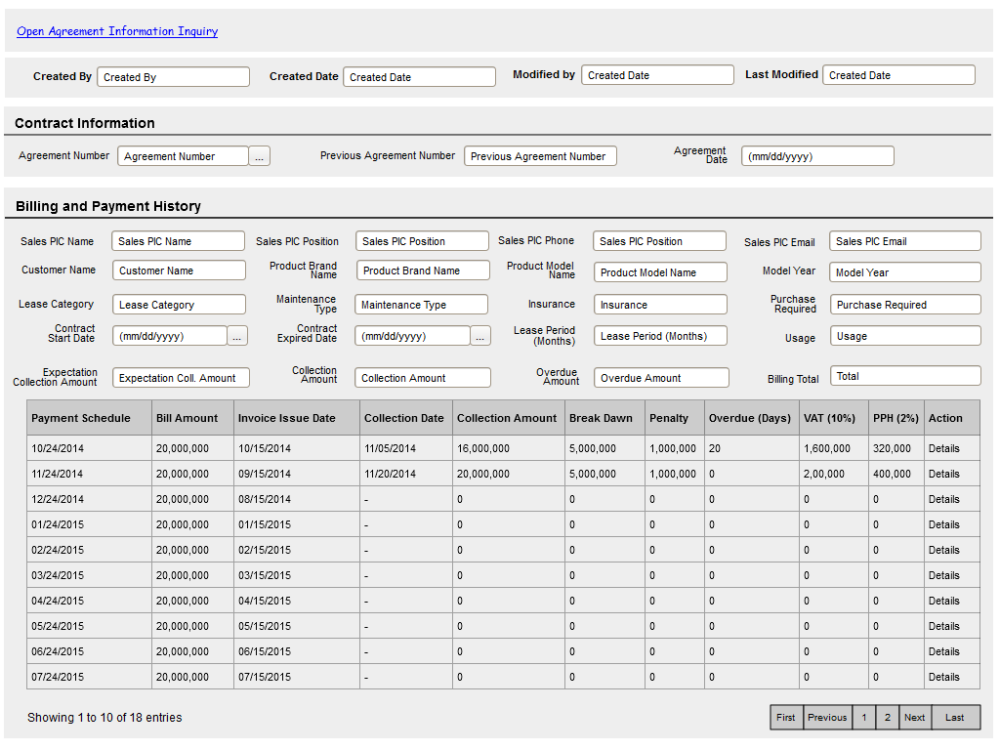 Open Agreement Information Inquiry
Created By Created By Created Date Created Date Modified by Created Date Last Modified Created Date
Contract Information
Agreement Number Agreement Number ... Previous Agreement Number Previous Agreement Number Agreement Date (mm/dd/yyyy)
Billing and Payment History
Sales PIC Name Sales PIC Name Sales PIC Position Sales PIC Position Sales PIC Phone Sales PIC Position Sales PIC Email Sales PIC Email
Customer Name Customer Name Product Brand Name Product Brand Name Product Model Name Product Model Name Model Year Model Year
Lease Category Lease Category Maintenance Type Maintenance Type Insurance Insurance Purchase Required Purchase Required
Contract Start Date (mm/dd/yyyy) ... Contract Expired Date (mm/dd/yyyy) ... Lease Period (Months) Lease Period (Months) Usage Usage
Expectation Collection Amount Expectation Coll. Amount Collection Amount Collection Amount Overdue Amount Overdue Amount Billing Total Total
Payment Schedule Bill Amount Invoice Issue Date Collection Date Collection Amount Break Dawn Penalty Overdue (Days) VAT (10%) PPH (2%) Action
10/24/2014 20,000,000 10/15/2014 11/05/2014 16,000,000 5,000,000 1,000,000 20 1,600,000 320,000 Details
11/24/2014 20,000,000 09/15/2014 11/20/2014 20,000,000 5,000,000 1,000,000 0 2,00,000 400,000 Details
12/24/2014 20,000,000 08/15/2014 - 0 0 0 0 0 0 Details
01/24/2015 20,000,000 01/15/2015 - 0 0 0 0 0 0 Details
02/24/2015 20,000,000 02/15/2015 - 0 0 0 0 0 0 Details
03/24/2015 20,000,000 03/15/2015 - 0 0 0 0 0 0 Details
04/24/2015 20,000,000 04/15/2015 - 0 0 0 0 0 0 Details
05/24/2015 20,000,000 05/15/2015 - 0 0 0 0 0 0 Details
06/24/2015 20,000,000 06/15/2015 - 0 0 0 0 0 0 Details
07/24/2015 20,000,000 07/15/2015 - 0 0 0 0 0 0 Details
Showing 1 to 10 of 18 entries First Previous 1 2 Next Last